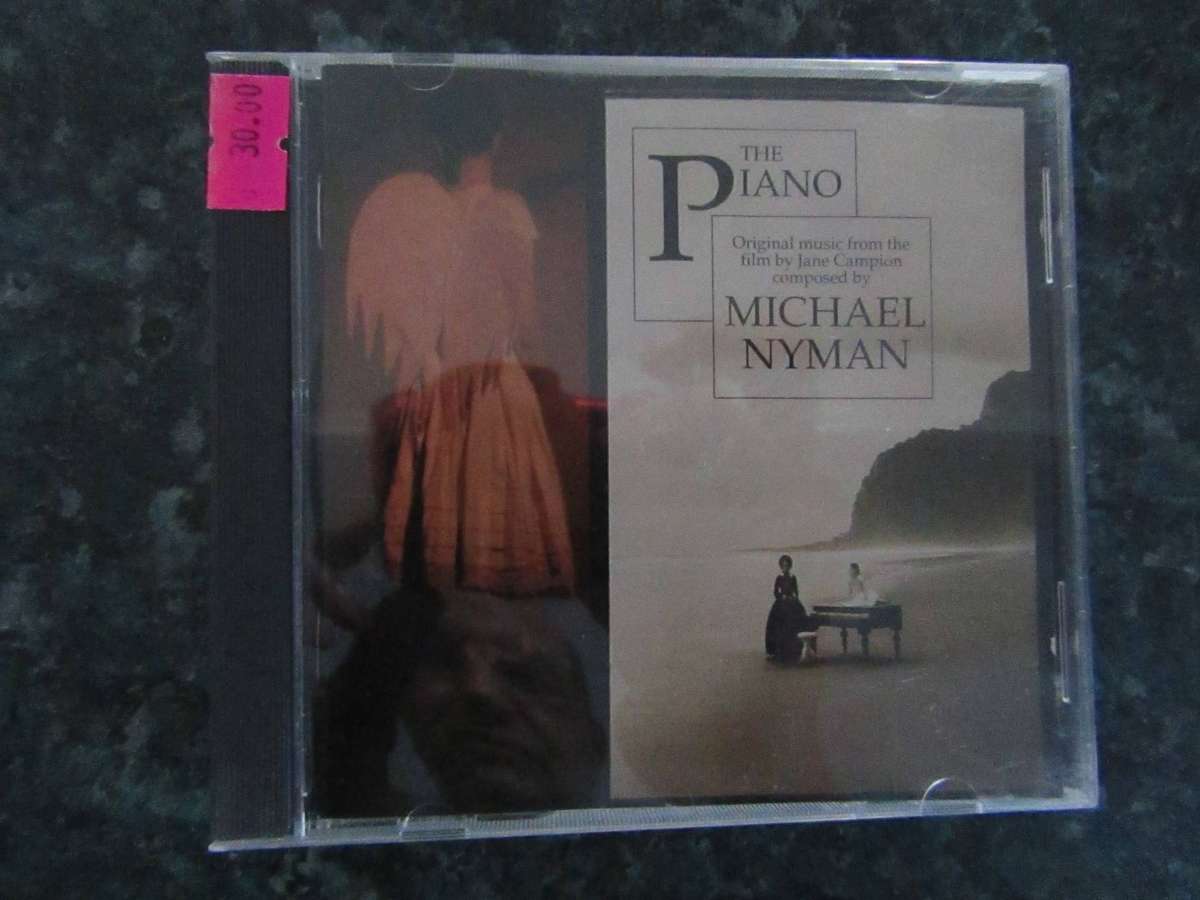 30.00
THE
PIANO
Original music from the
film by Jane Campion
composed by
MICHAEL
NYMAN